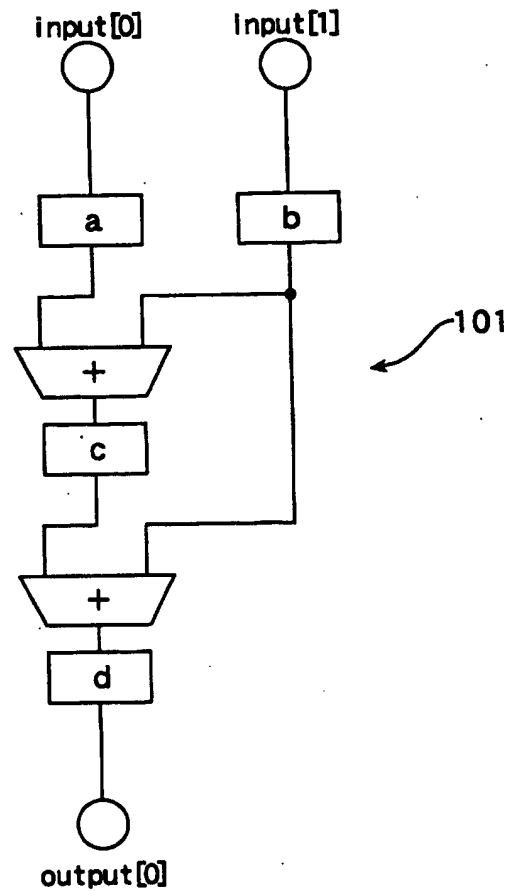 input[0]
input[1]
a
b
101
+
c
+
d
output[0]